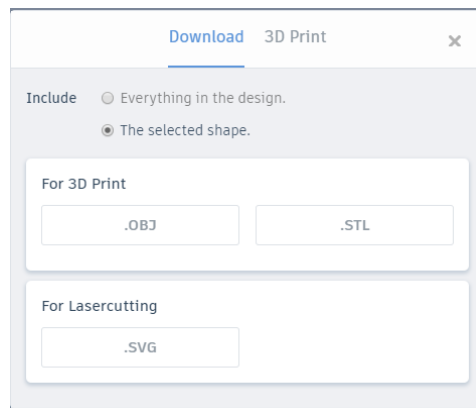 Download 3D Print
Include Everything in the design.
The selected shape.
For 3D Print
.OBJ .STL
For Lasercutting
.SVG